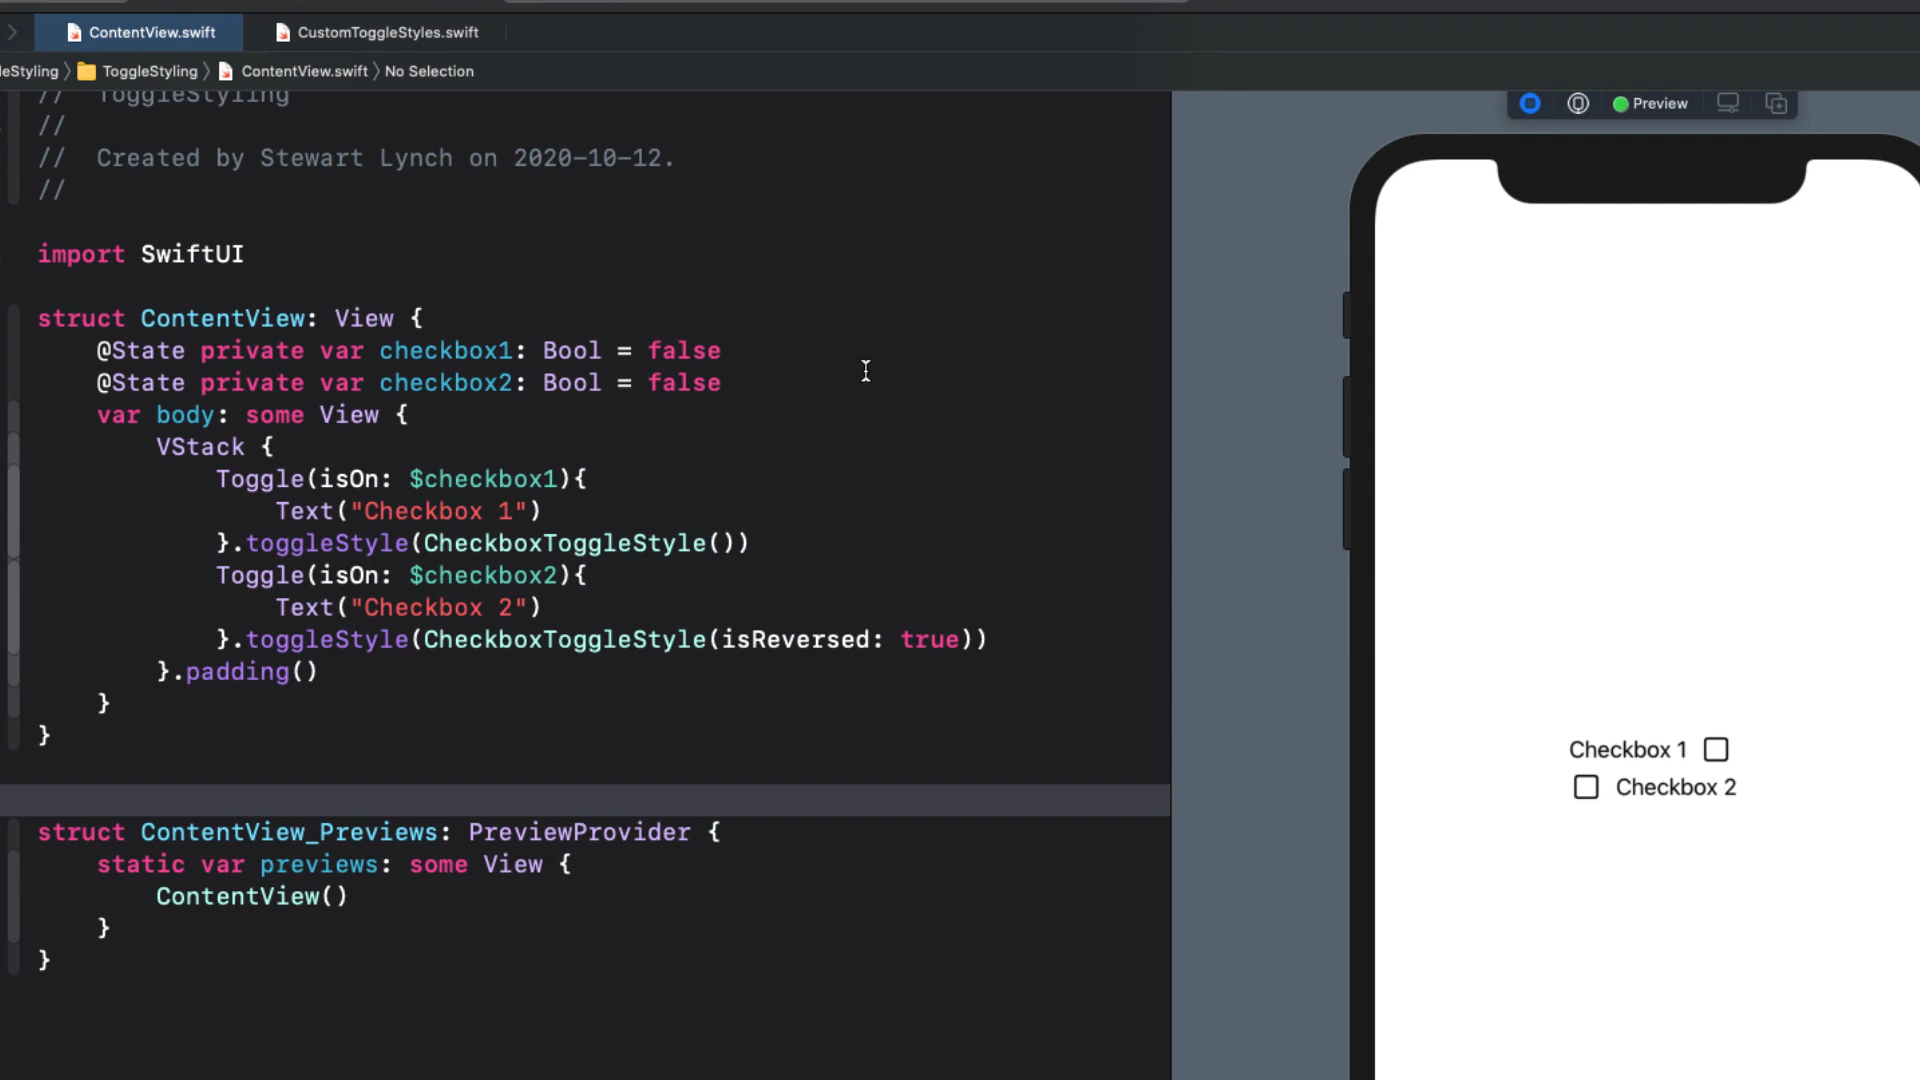 ContentView.swift
CustomToggleStyles.swift
leStyling 〉 ToggleStyling 〉 ContentView.swift 〉 No Selection
//  ToggleStyling
//
//  Created by Stewart Lynch on 2020-10-12.
//
import SwiftUI
struct ContentView: View {
    @State private var checkbox1: Bool = false
    @State private var checkbox2: Bool = false
    var body: some View {
        VStack {
            Toggle(isOn: $checkbox1){
                Text("Checkbox 1")
            }.toggleStyle(CheckboxToggleStyle())
            Toggle(isOn: $checkbox2){
                Text("Checkbox 2")
            }.toggleStyle(CheckboxToggleStyle(isReversed: true))
        }.padding()
    }
}
struct ContentView_Previews: PreviewProvider {
    static var previews: some View {
        ContentView()
    }
}
Preview
Checkbox 1
Checkbox 2